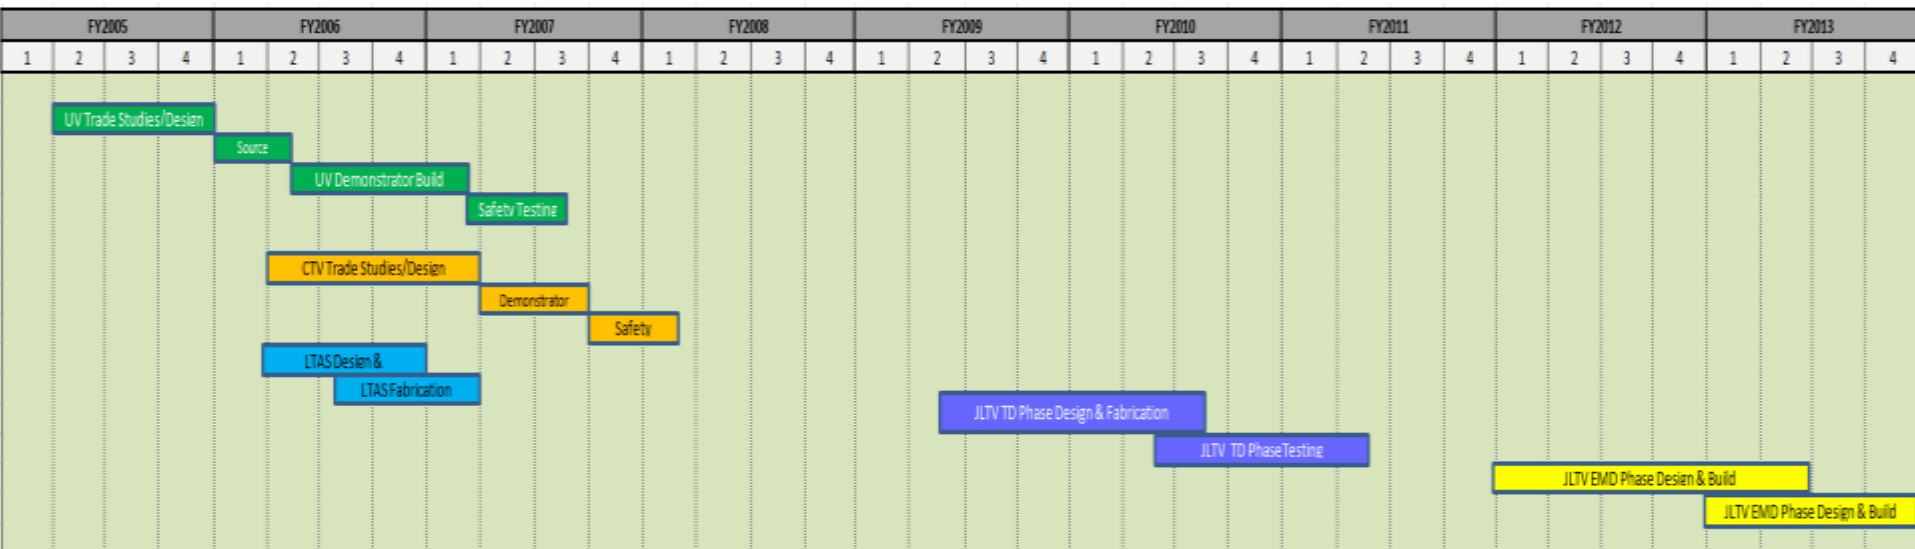 FY2005 FY2006 FY2007 FY2008 FY2009 FY2010 FY2011 FY2012 FY2013
1 2 3 4 1 2 3 4 1 2 3 4 1 2 3 4 1 2 3 4 1 2 3 4 1 2 3 4 1 2 3 4 1 2 3 4
UV Trade Studies/Design
Source
UV Demonstrator Build
Safety Testing
CTV Trade Studies/Design
Demonstrator
Safety
LTAS Design &
LTAS Fabrication
JLTV TD Phase Design & Fabrication
JLTV TD Phase Testing
JLTV EMD Phase Design & Build
JLTV EMD Phase Design & Build